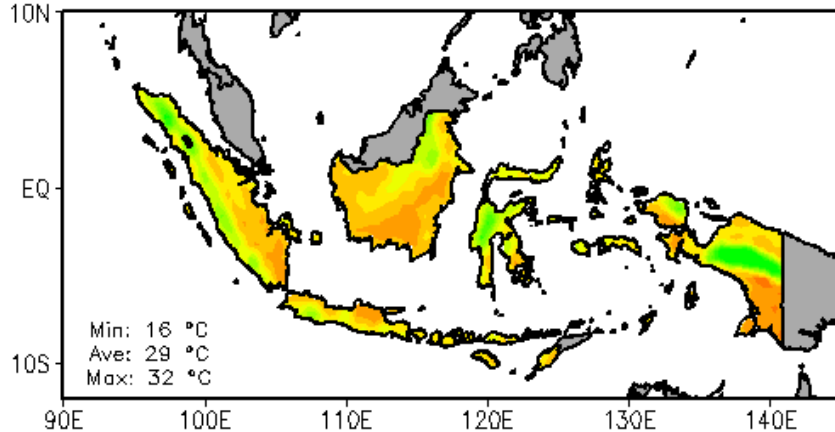 10N
EQ
Min: 16 °C
Ave: 29 °C
Max: 32 °C
10S
90E 100E 110E 120E 130E 140E